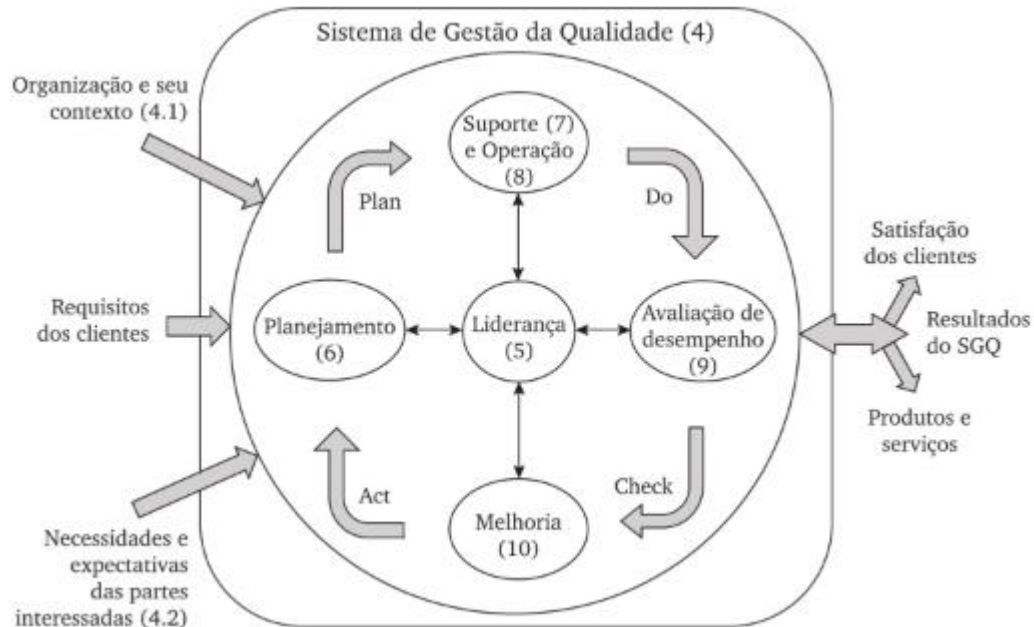 Sistema de Gestão da Qualidade (4)
Organização e seu
contexto (4.1)
Suporte (7)
e Operação
(8)
Plan
Do
Satisfação
dos clientes
Requisitos
dos clientes
Planejamento
(6)
Liderança
(5)
Avaliação de
desempenho
(9)
Resultados
do SGQ
Produtos e
serviços
Act
Check
Melhoria
(10)
Necessidades e
expectativas
das partes
interessadas (4.2)